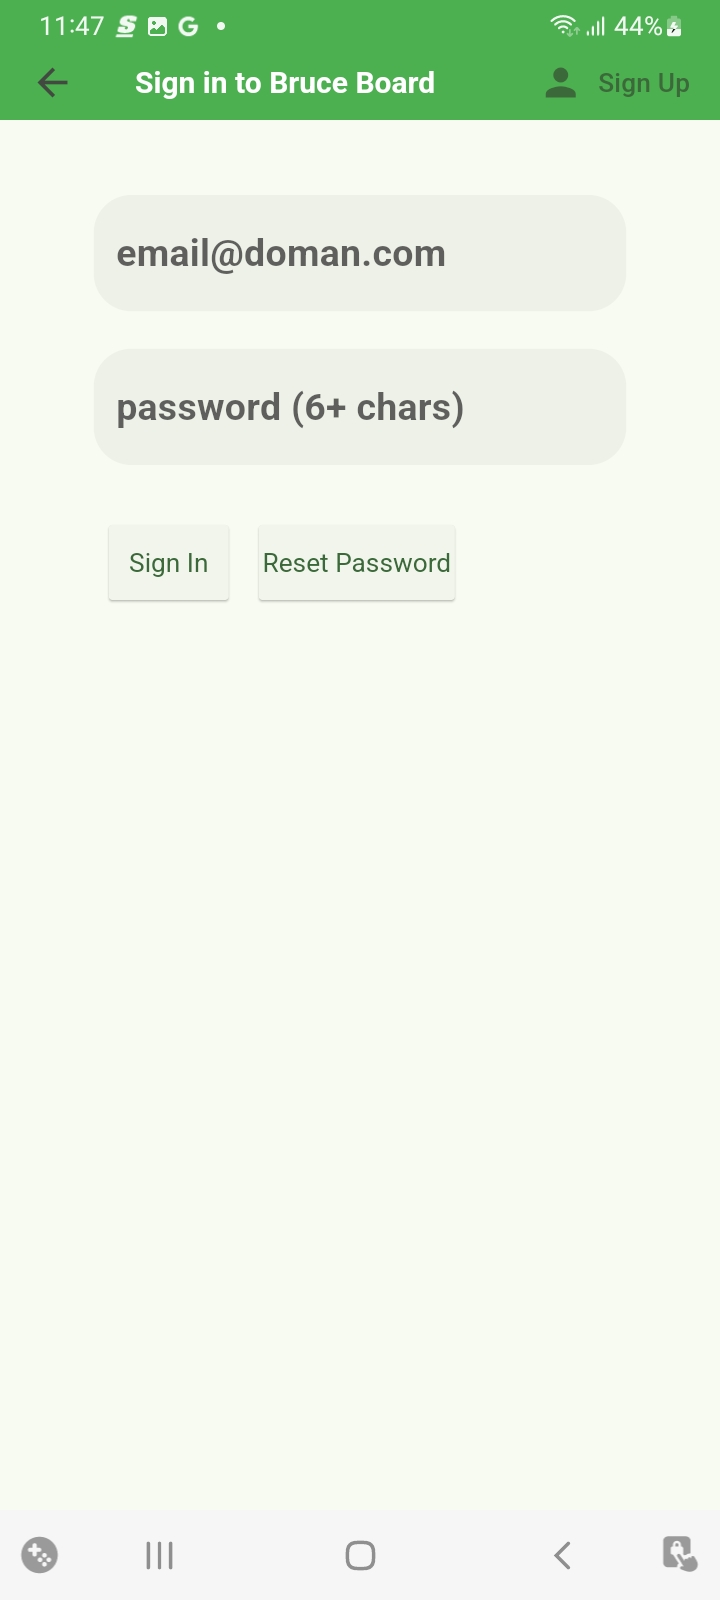 11:47 S G 44%
Sign in to Bruce Board Sign Up
email@doman.com
password (6+ chars)
Sign In Reset Password